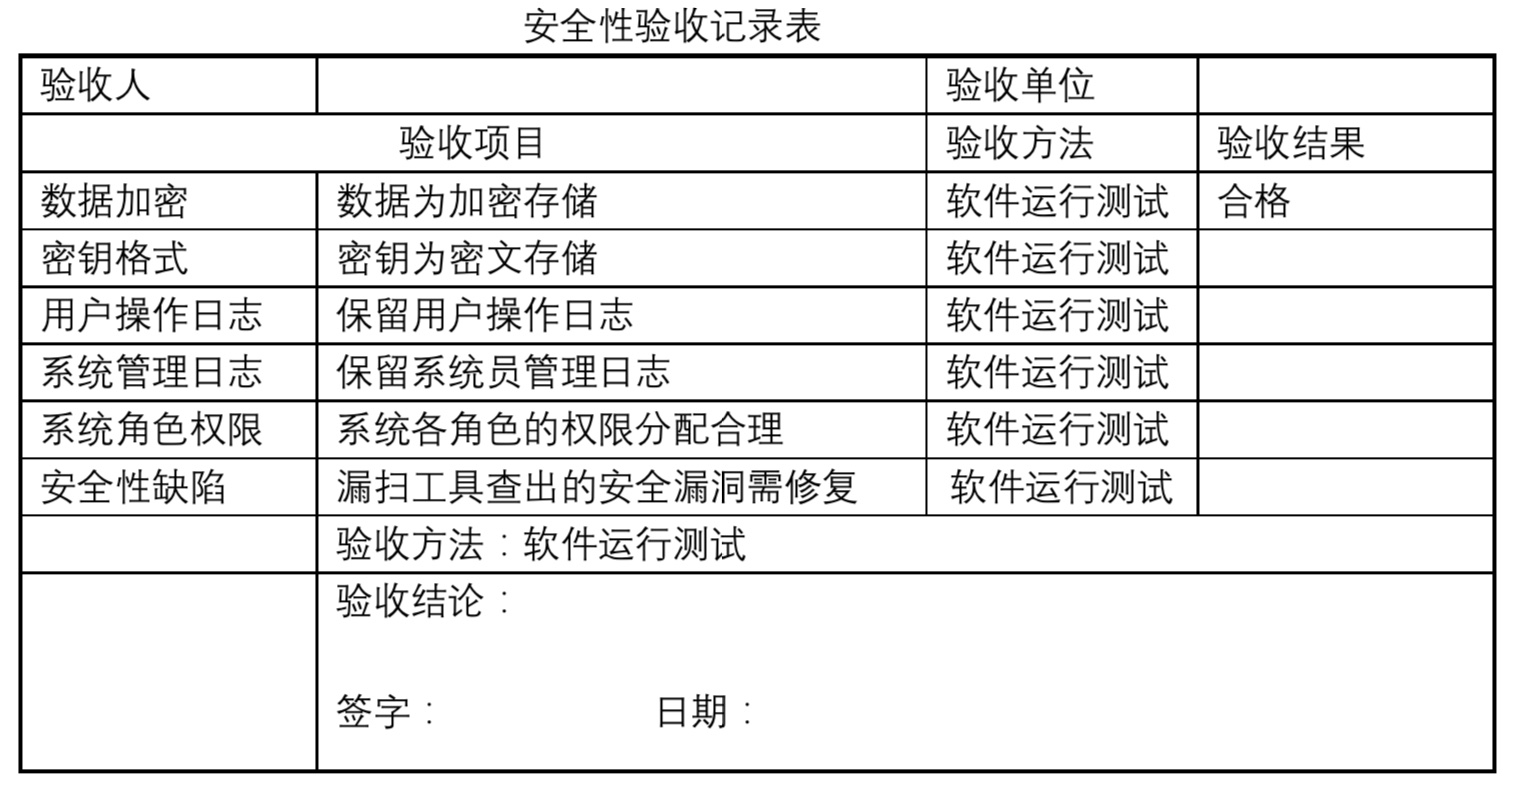 安全性验收记录表
验收人 验收单位
验收项目 验收方法 验收结果
数据加密 数据为加密存储 软件运行测试 合格
密钥格式 密钥为密文存储 软件运行测试
用户操作日志 保留用户操作日志 软件运行测试
系统管理日志 保留系统员管理日志 软件运行测试
系统角色权限 系统各角色的权限分配合理 软件运行测试
安全性缺陷 漏扫工具查出的安全漏洞需修复 软件运行测试
验收方法：软件运行测试
验收结论：
签字： 日期：